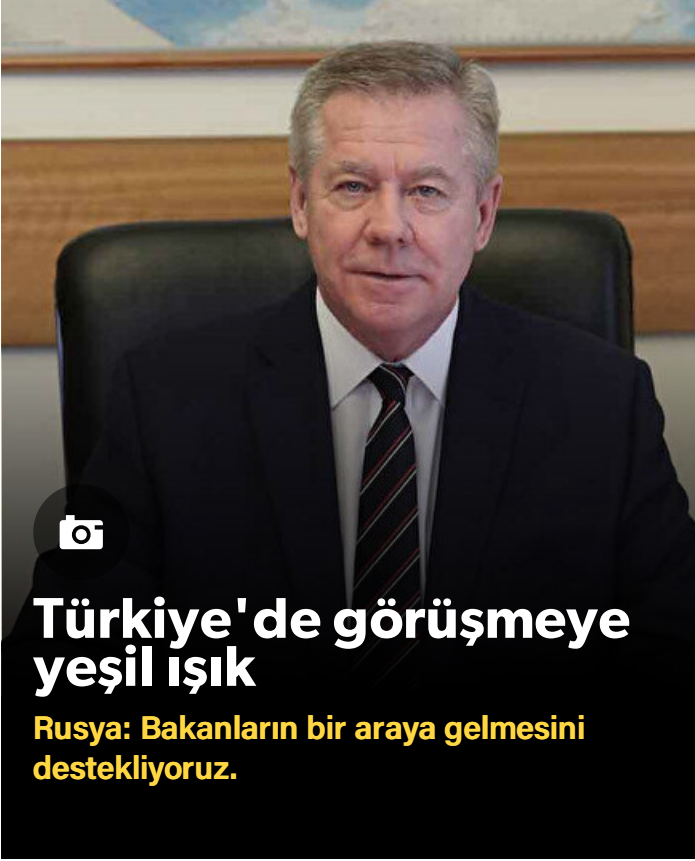 Türkiye'de görüşmeye
yeşil ışık
Rusya: Bakanların bir araya gelmesini
destekliyoruz.